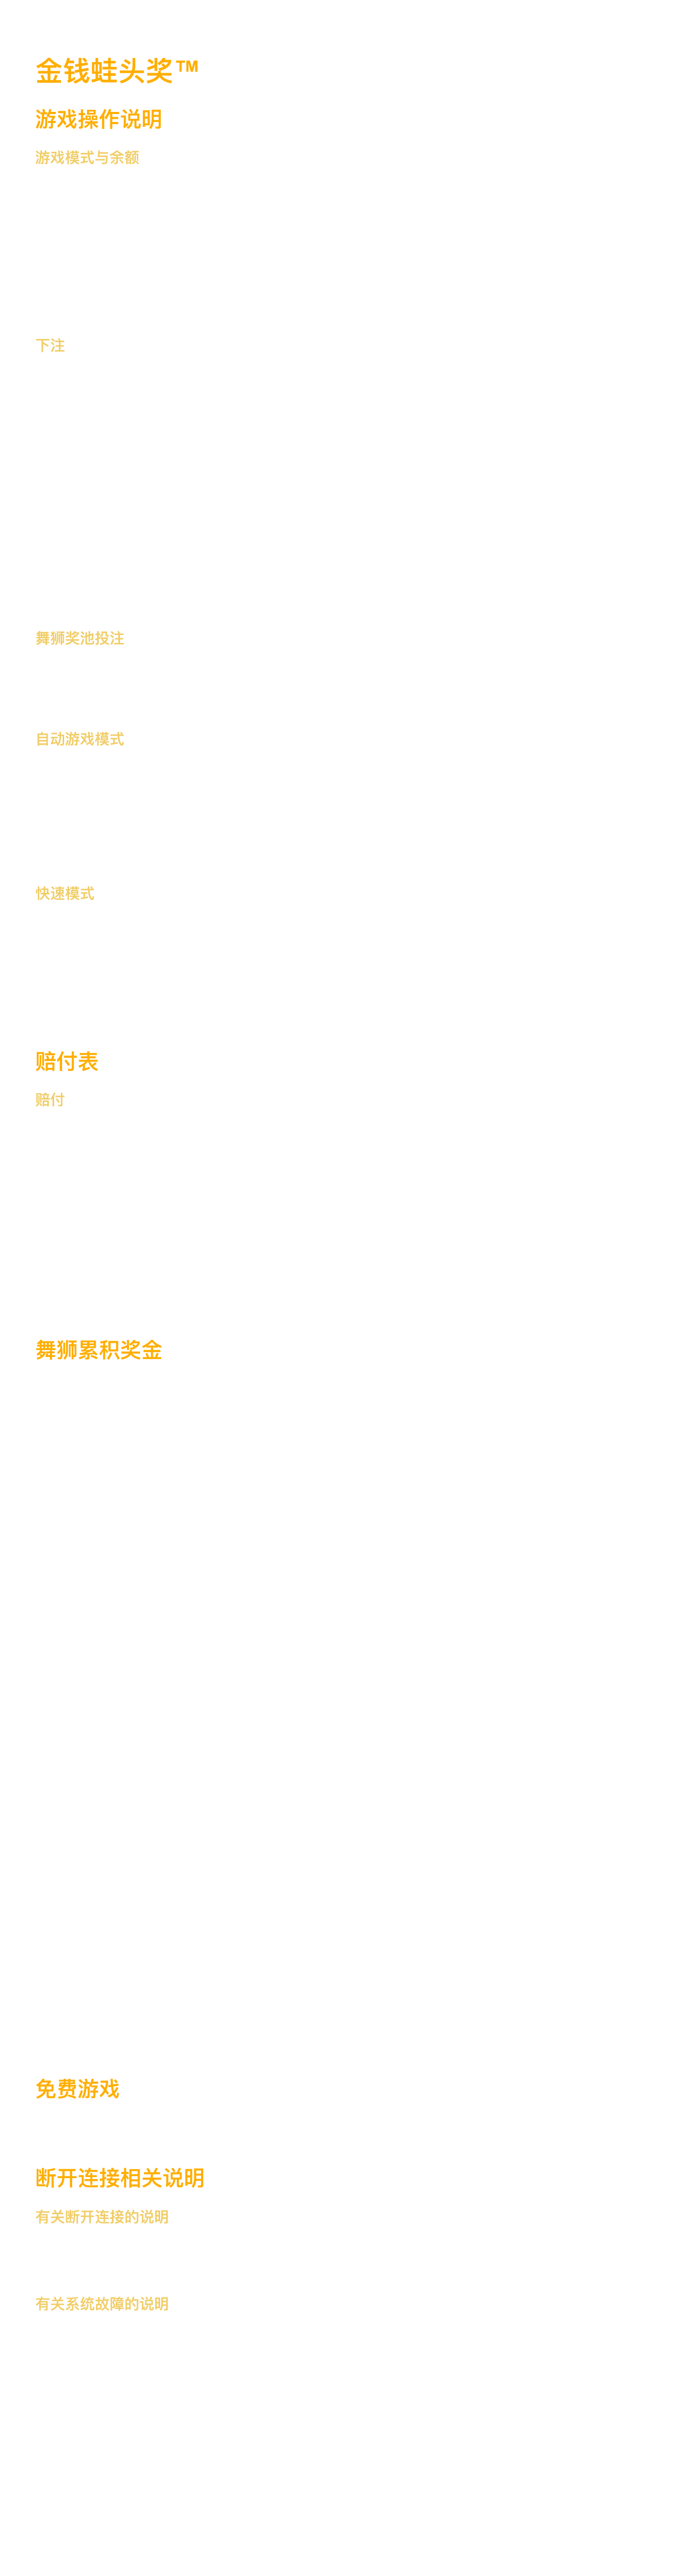 金钱蛙头奖™
游戏操作说明
游戏模式与余额
下注
舞狮奖池投注
自动游戏模式
快速模式
赔付表
赔付
舞狮累积奖金
免费游戏
断开连接相关说明
有关断开连接的说明
有关系统故障的说明